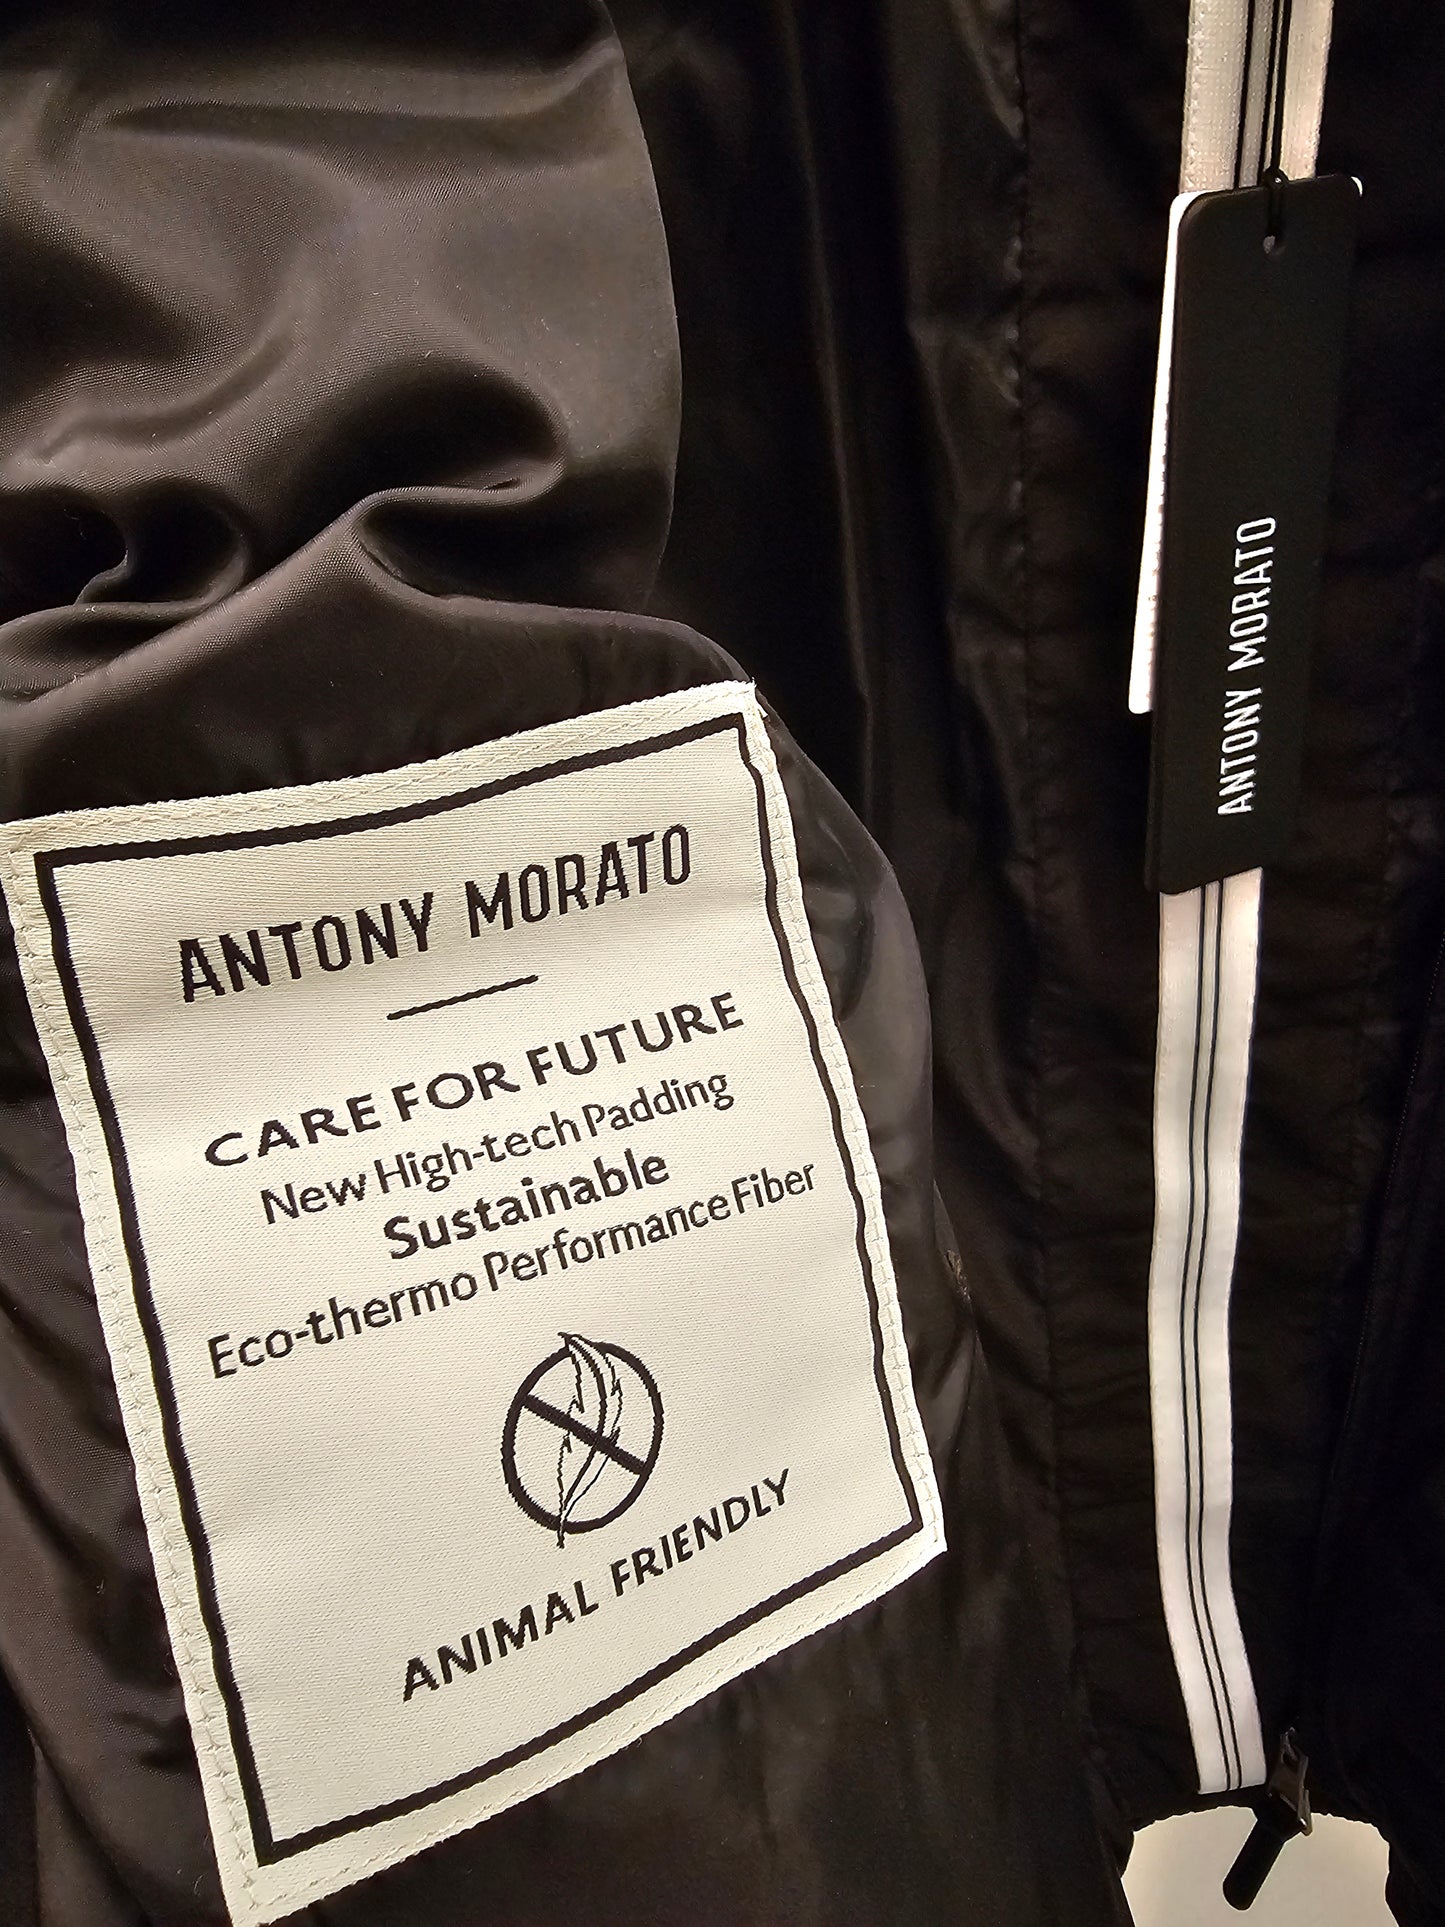 ANTONY MORATO
CARE FOR FUTURE
New High-tech Padding
Sustainable
Eco-thermo Performance Fiber
ANIMAL FRIENDLY
ANTONY MORATO